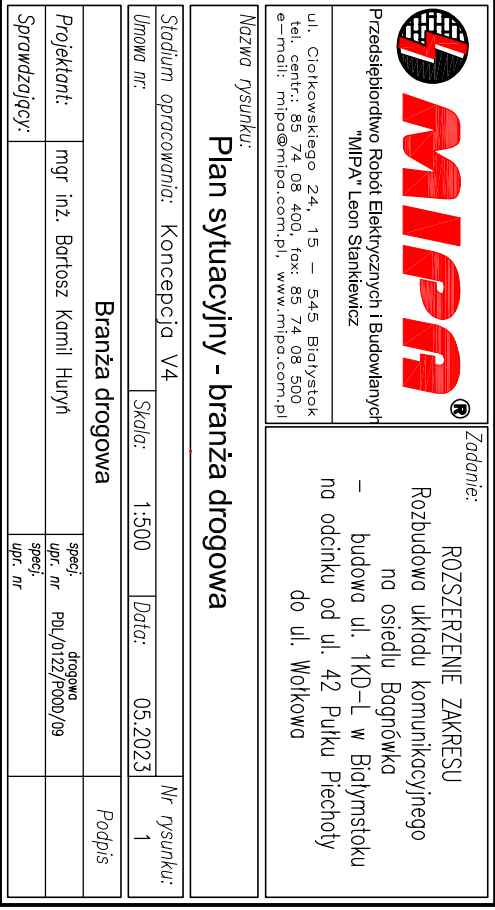 MIPA®
Przedsiębiordtwo Robót Elektrycznych i Budowlanych
"MIPA" Leon Stankiewicz
ul. Ciołkowskiego 24, 15 – 545 Białystok
tel. centr.: 85 74 08 400, fax: 85 74 08 500,
e-mail: mipa@mipa.com.pl, www.mipa.com.pl
Zadanie:
ROZSZERZENIE ZAKRESU
Rozbudowa układu komunikacyjnego
na osiedlu Bagnówka
– budowa ul. 1KD-L w Białymstoku
na odcinku od ul. 42 Pułku Piechoty
do ul. Wołkowa
Nazwa rysunku:
Plan sytuacyjny - branża drogowa
Stadium opracowania: Koncepcja V4
Umowa nr:
Skala: 1:500
Data: 05.2023
Nr rysunku:
1
Branża drogowa
Podpis
Projektant: mgr inż. Bartosz Kamil Huryń
specj. drogowa
upr. nr PDL/0122/POOD/09
Sprawdzający:
specj.
upr. nr